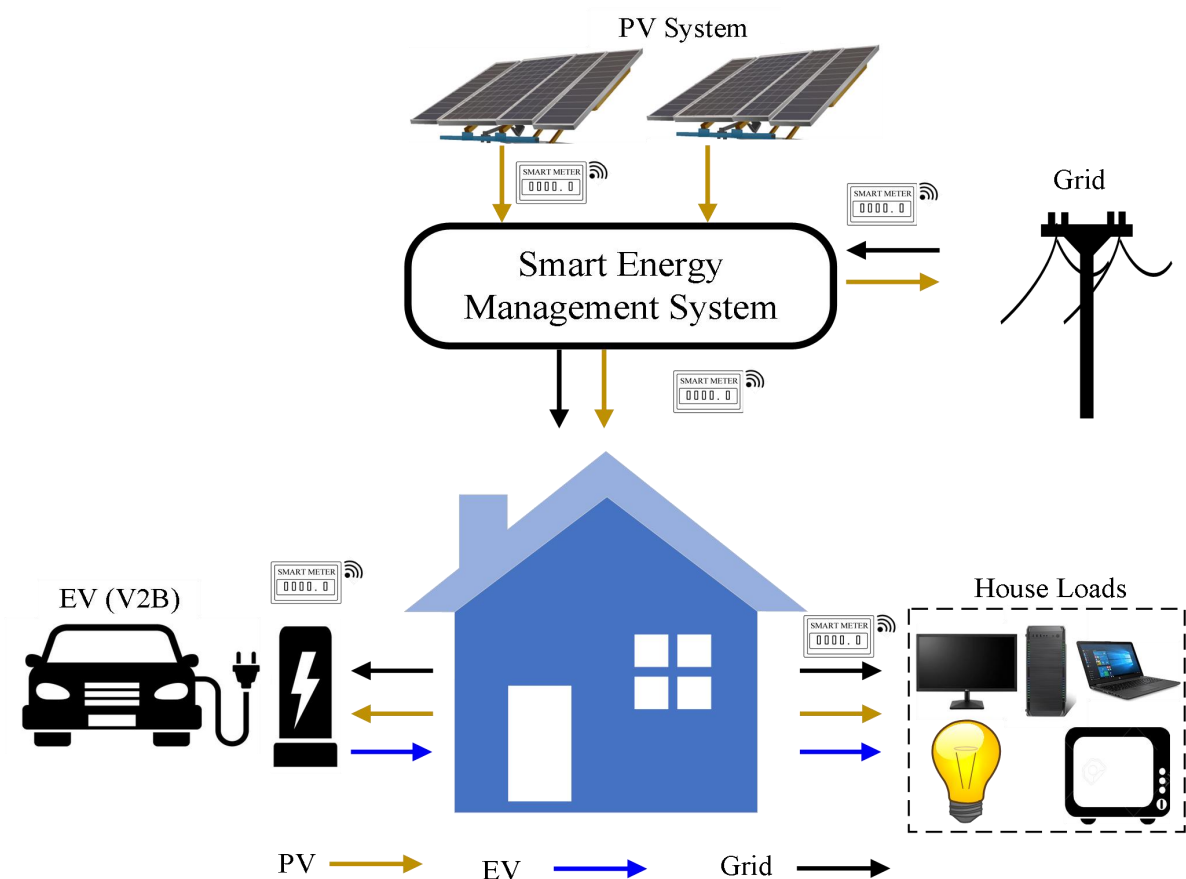 PV System
SMART METER
0000.0
SMART METER
0000.0
Grid
Smart Energy
Management System
SMART METER
0000.0
SMART METER
0000.0
EV (V2B)
SMART METER
0000.0
House Loads
PV
EV
Grid